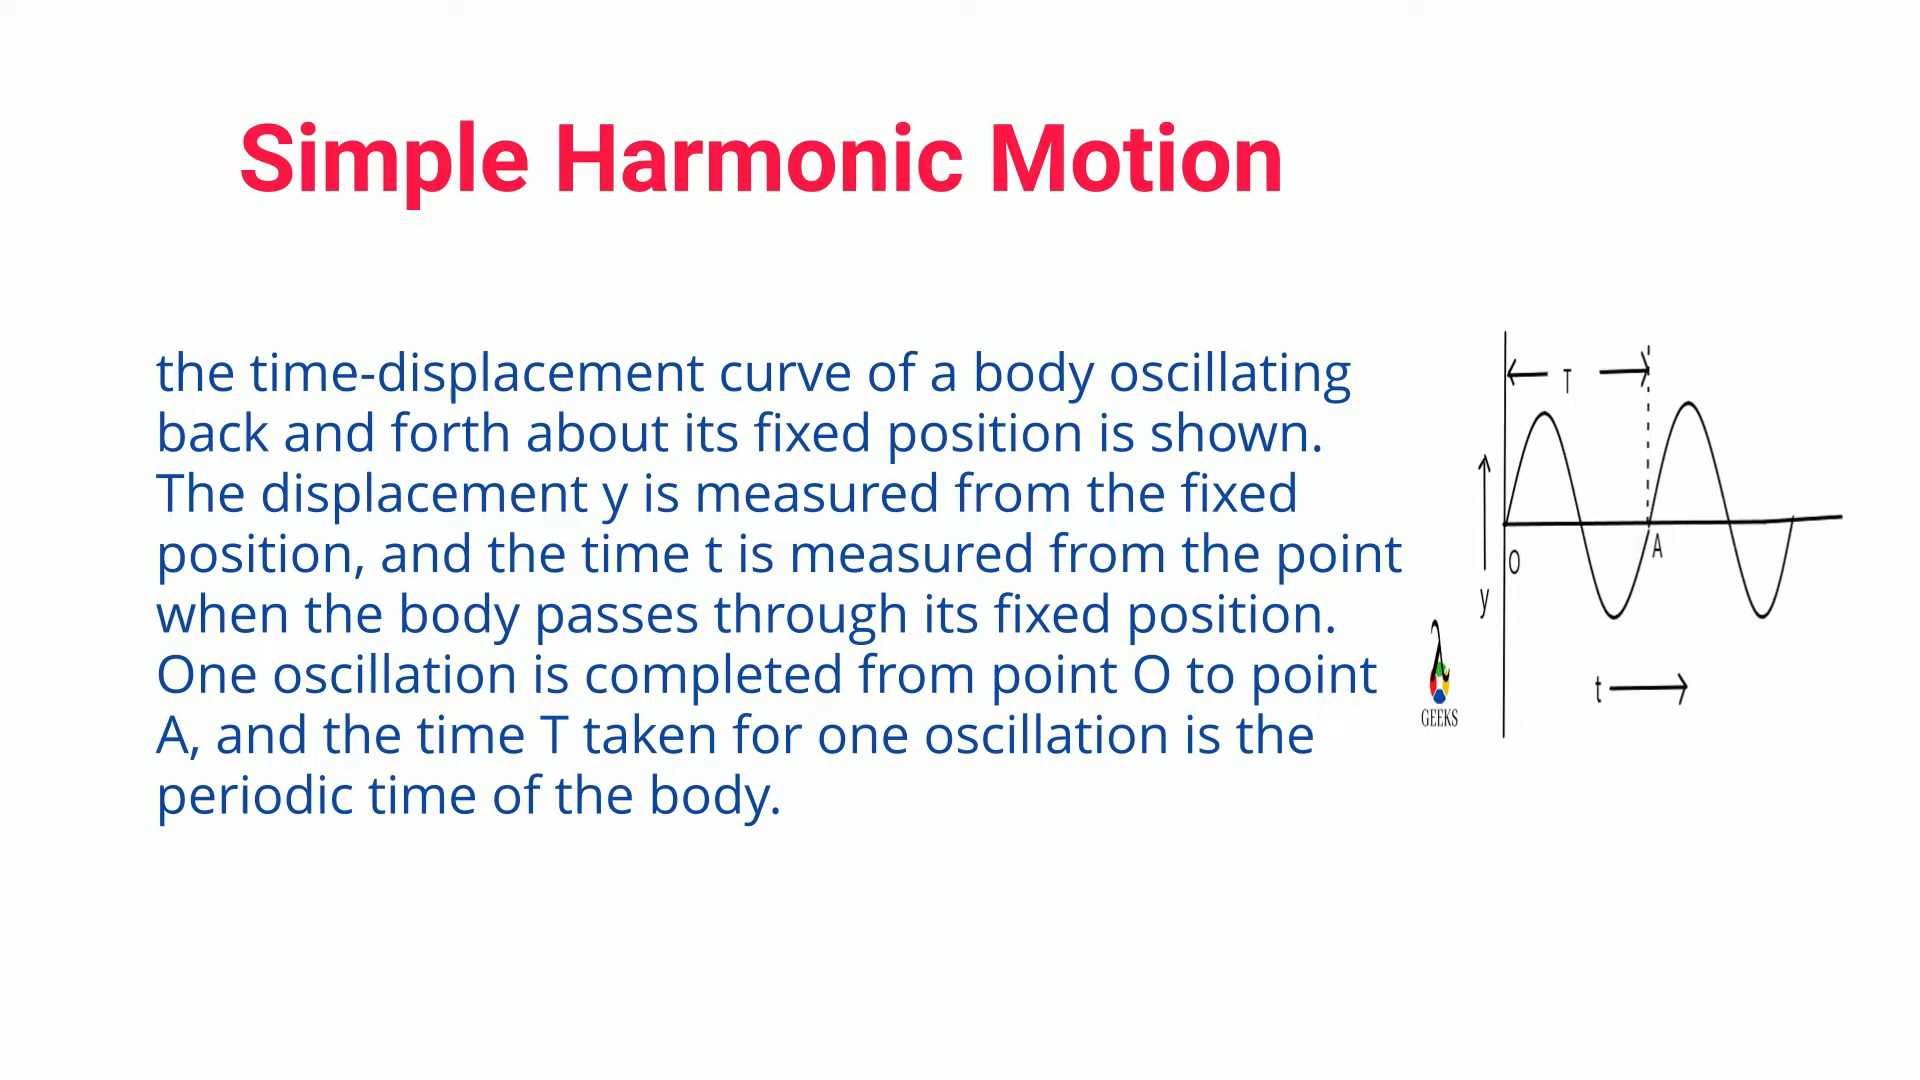 Simple Harmonic Motion
the time-displacement curve of a body oscillating
back and forth about its fixed position is shown.
The displacement y is measured from the fixed
position, and the time t is measured from the point
when the body passes through its fixed position.
One oscillation is completed from point O to point
A, and the time T taken for one oscillation is the
periodic time of the body.
T
A
O
y
t
λ
GEEKS